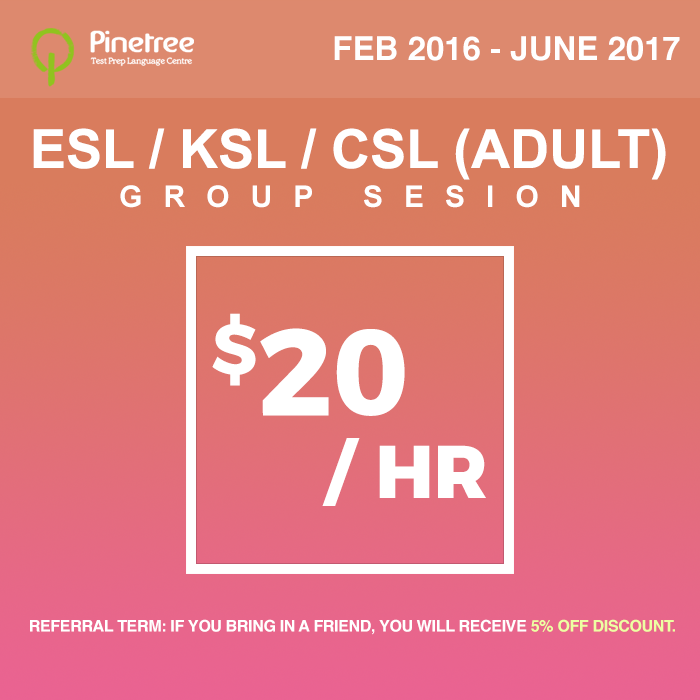 Pinetree
Test Prep Language Centre
FEB 2016 - JUNE 2017
ESL / KSL / CSL (ADULT)
GROUP SESION
$20
/ HR
REFERRAL TERM: IF YOU BRING IN A FRIEND, YOU WILL RECEIVE 5% OFF DISCOUNT.